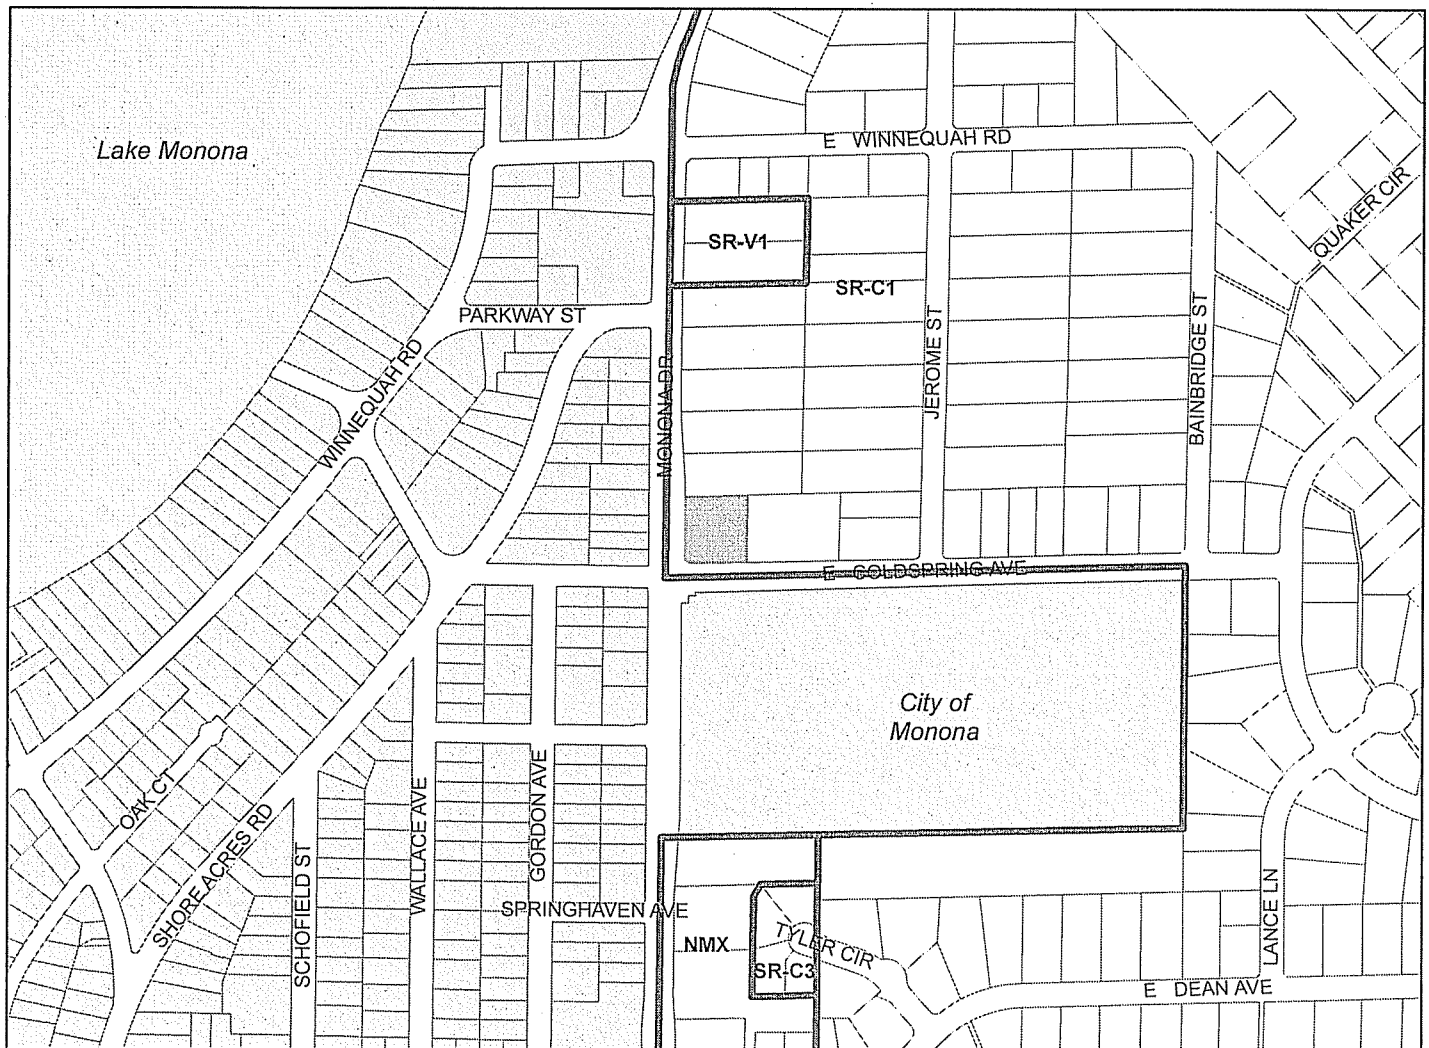 E WINNEQUAH RD
Lake Monona
QUAKER CIR
SR-V1
SR-C1
PARKWAY ST
WINNEQUAH RD
MONONA DR
JEROME ST
BAINBRIDGE ST
E COLDSPRING AVE
City of
Monona
OAK CT
SHORE ACRES RD
SCHOFIELD ST
WALLACE AVE
GORDON AVE
SPRINGHAVEN AVE
NMX
TYLER CIR
SR-C3
LANCE LN
E DEAN AVE